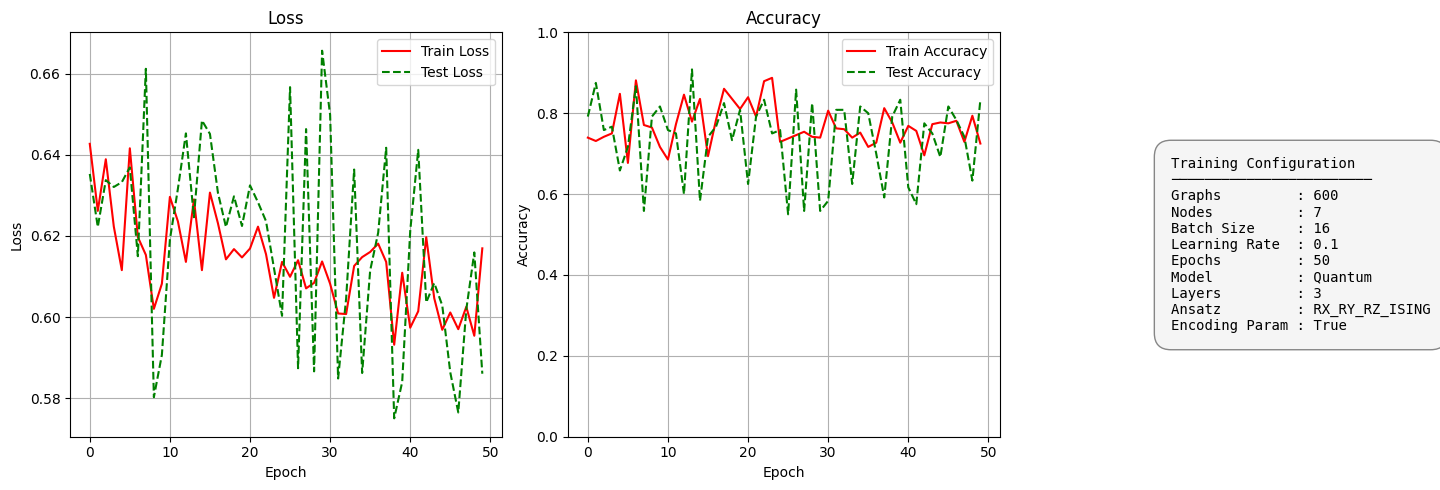 Loss
Train Loss
Test Loss
0.66
0.64
0.62
0.60
0.58
Loss
0
10
20
30
40
50
Epoch
Accuracy
Train Accuracy
Test Accuracy
1.0
0.8
0.6
0.4
0.2
0.0
Accuracy
0
10
20
30
40
50
Epoch
Training Configuration
Graphs : 600
Nodes : 7
Batch Size : 16
Learning Rate : 0.1
Epochs : 50
Model : Quantum
Layers : 3
Ansatz : RX_RY_RZ_ISING
Encoding Param : True